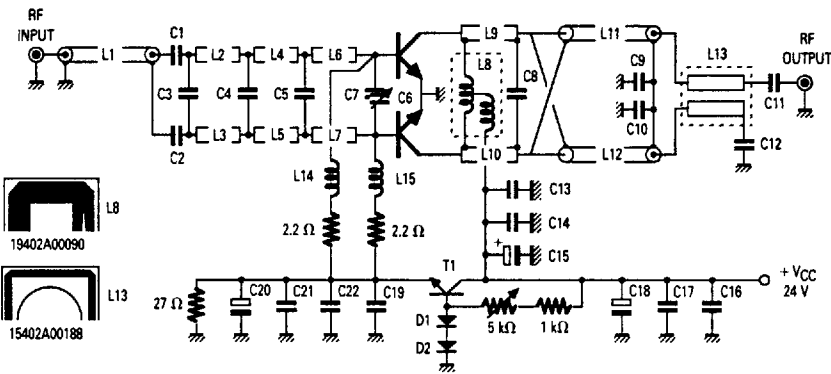 RF
INPUT
L1
C1
L2
L4
L6
L9
L11
RF
OUTPUT
L13
L8
C3
C4
C5
C7
C6
C8
C9
C10
C11
C12
C2
L3
L5
L7
L10
L12
L14
L15
2.2 Ω
2.2 Ω
C13
C14
+
C15
L8
19402A00090
L13
15402A00188
27 Ω
C20
C21
C22
C19
T1
D1
D2
5 kΩ
1 kΩ
C18
C17
C16
+ VCC
24 V